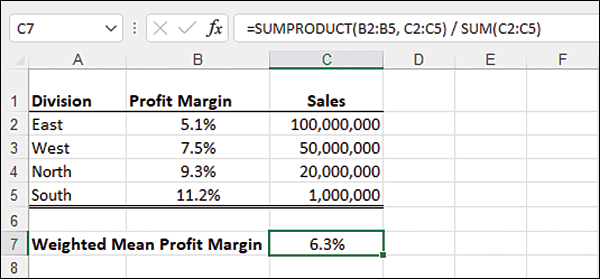 C7 fx =SUMPRODUCT(B2:B5, C2:C5) / SUM(C2:C5)
A B C D E F
1 Division Profit Margin Sales
2 East 5.1% 100,000,000
3 West 7.5% 50,000,000
4 North 9.3% 20,000,000
5 South 11.2% 1,000,000
6
7 Weighted Mean Profit Margin 6.3%
8